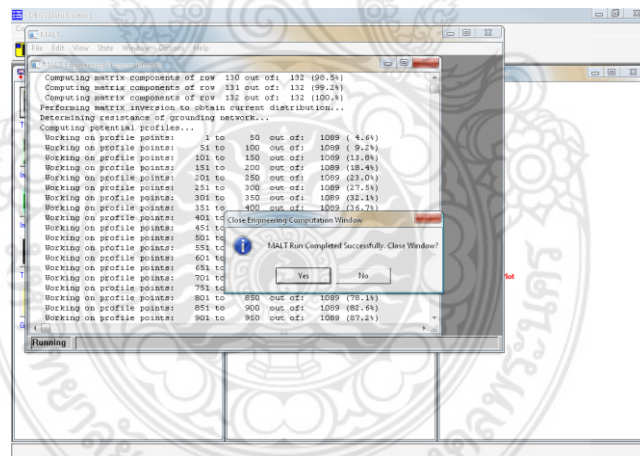 MALT
File Edit View Stats Window Options Help
Computing matrix components of row 130 out of: 132 (98.5%)
Computing matrix components of row 131 out of: 132 (99.2%)
Computing matrix components of row 132 out of: 132 (100.%)
Performing matrix inversion to obtain current distribution...
Determining resistance of grounding network...
Computing potential profiles...
Working on profile points: 1 to 50 out of: 1089 ( 4.6%)
Working on profile points: 51 to 100 out of: 1089 ( 9.2%)
Working on profile points: 101 to 150 out of: 1089 (13.8%)
Working on profile points: 151 to 200 out of: 1089 (18.4%)
Working on profile points: 201 to 250 out of: 1089 (23.0%)
Working on profile points: 251 to 300 out of: 1089 (27.5%)
Working on profile points: 301 to 350 out of: 1089 (32.1%)
Working on profile points: 351 to 400 out of: 1089 (36.7%)
Working on profile points: 401 to
Working on profile points: 451 to
Working on profile points: 501 to
Working on profile points: 551 to
Working on profile points: 601 to
Working on profile points: 651 to
Working on profile points: 701 to
Working on profile points: 751 to
Working on profile points: 801 to 850 out of: 1089 (78.1%)
Working on profile points: 851 to 900 out of: 1089 (82.6%)
Working on profile points: 901 to 950 out of: 1089 (87.2%)
Close Engineering Computation Window
MALT Run Completed Successfully. Close Window?
Yes No
Running